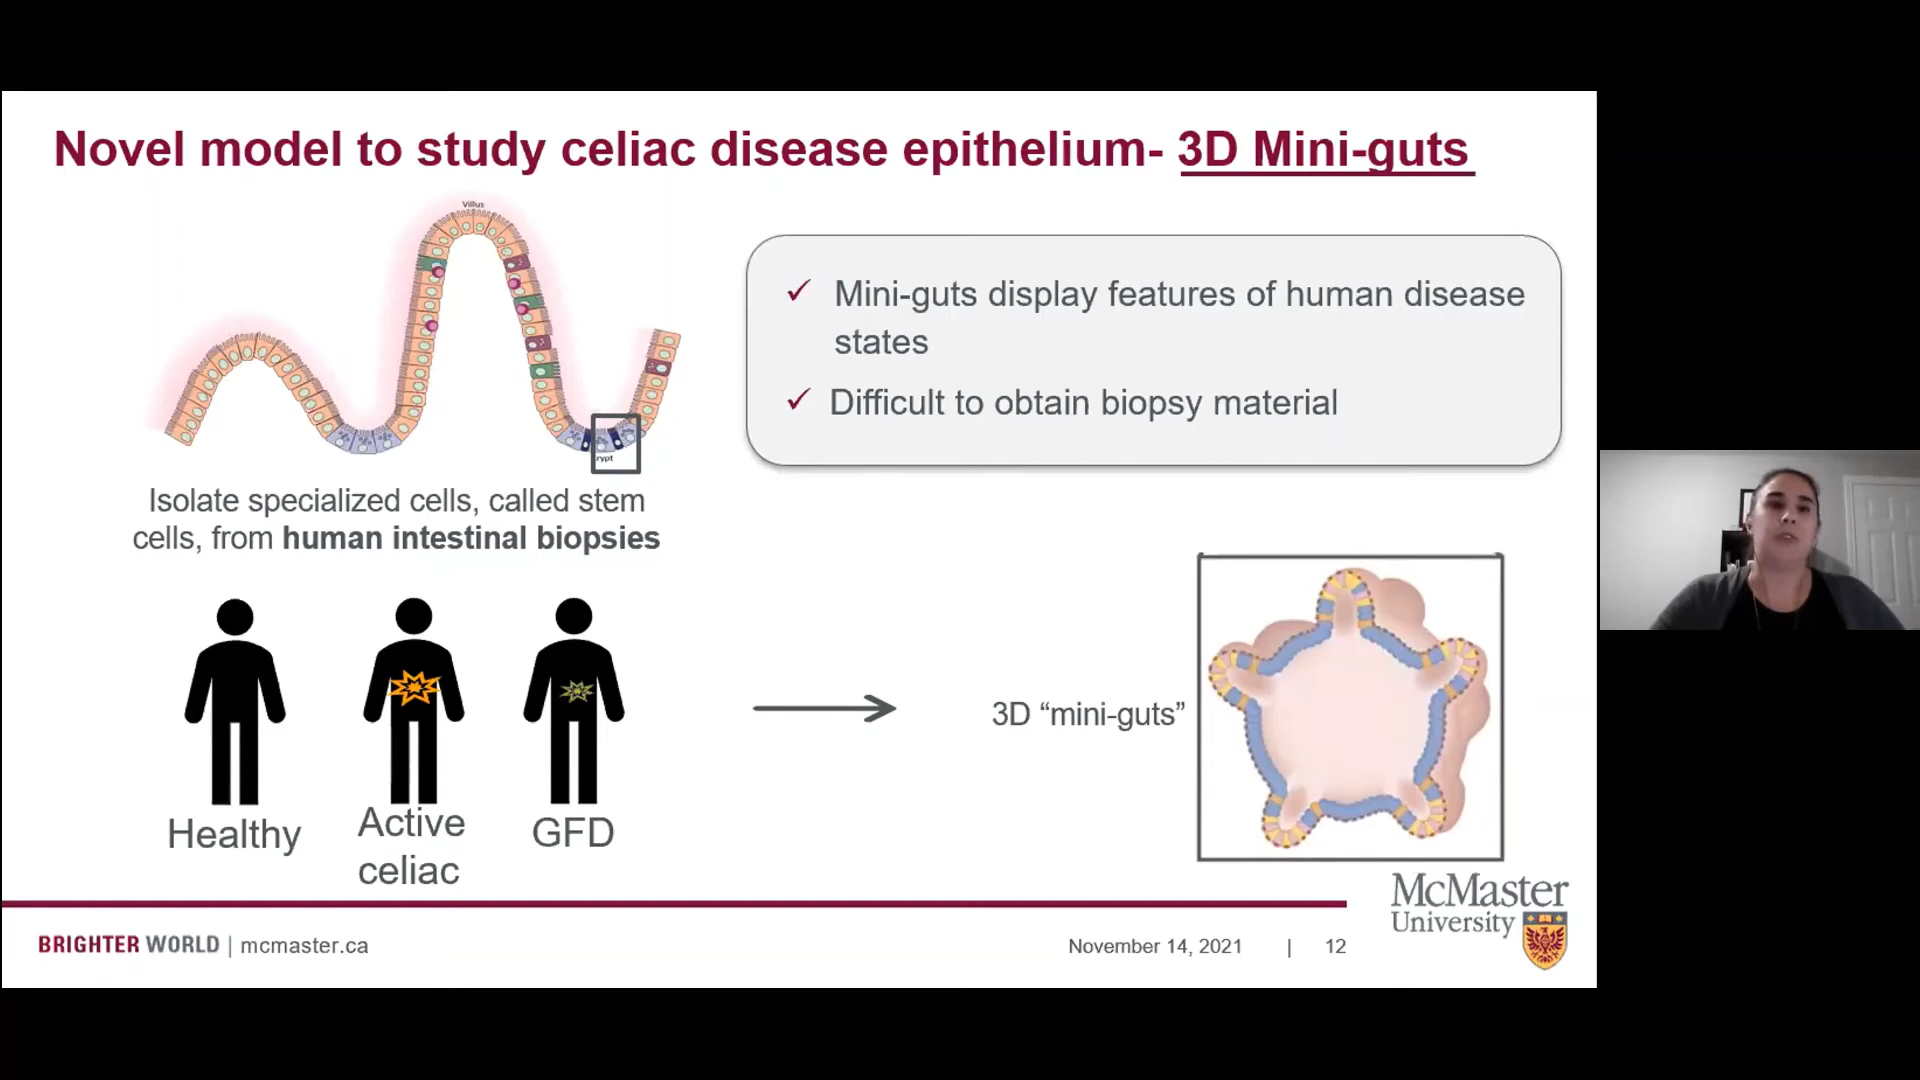 Novel model to study celiac disease epithelium- 3D Mini-guts
Villus
rypt
Isolate specialized cells, called stem
cells, from human intestinal biopsies
✓ Mini-guts display features of human disease
states
✓ Difficult to obtain biopsy material
Healthy
Active
celiac
GFD
3D “mini-guts”
BRIGHTER WORLD | mcmaster.ca
November 14, 2021 | 12
McMaster
University